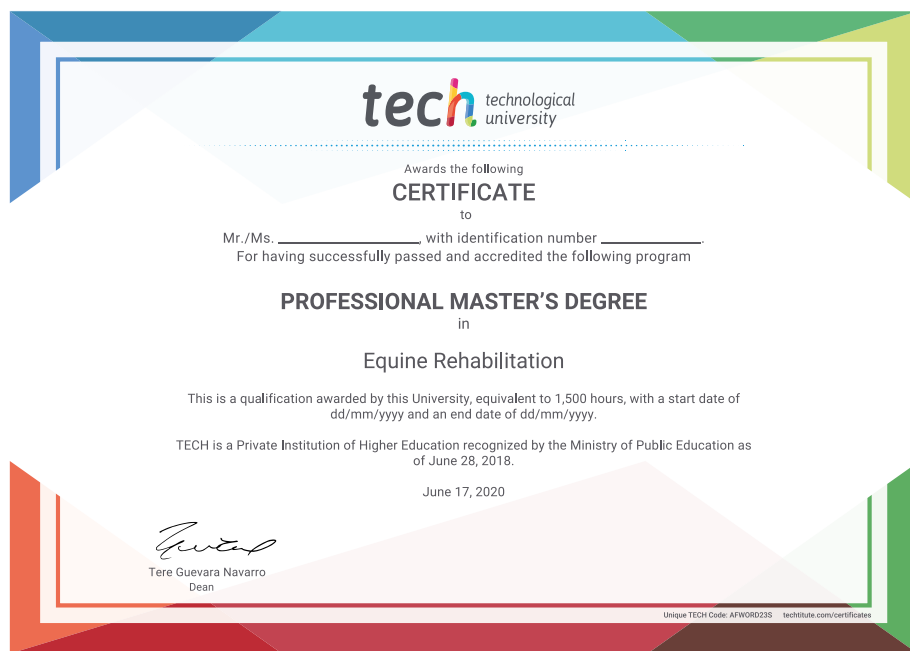 tech technological
university
Awards the following
CERTIFICATE
to
Mr./Ms. ____________________, with identification number ______________.
For having successfully passed and accredited the following program
PROFESSIONAL MASTER'S DEGREE
in
Equine Rehabilitation
This is a qualification awarded by this University, equivalent to 1,500 hours, with a start date of
dd/mm/yyyy and an end date of dd/mm/yyyy.
TECH is a Private Institution of Higher Education recognized by the Ministry of Public Education as
of June 28, 2018.
June 17, 2020
Tere Guevara Navarro
Dean
Unique TECH Code: AFWORD23S techtitute.com/certificates